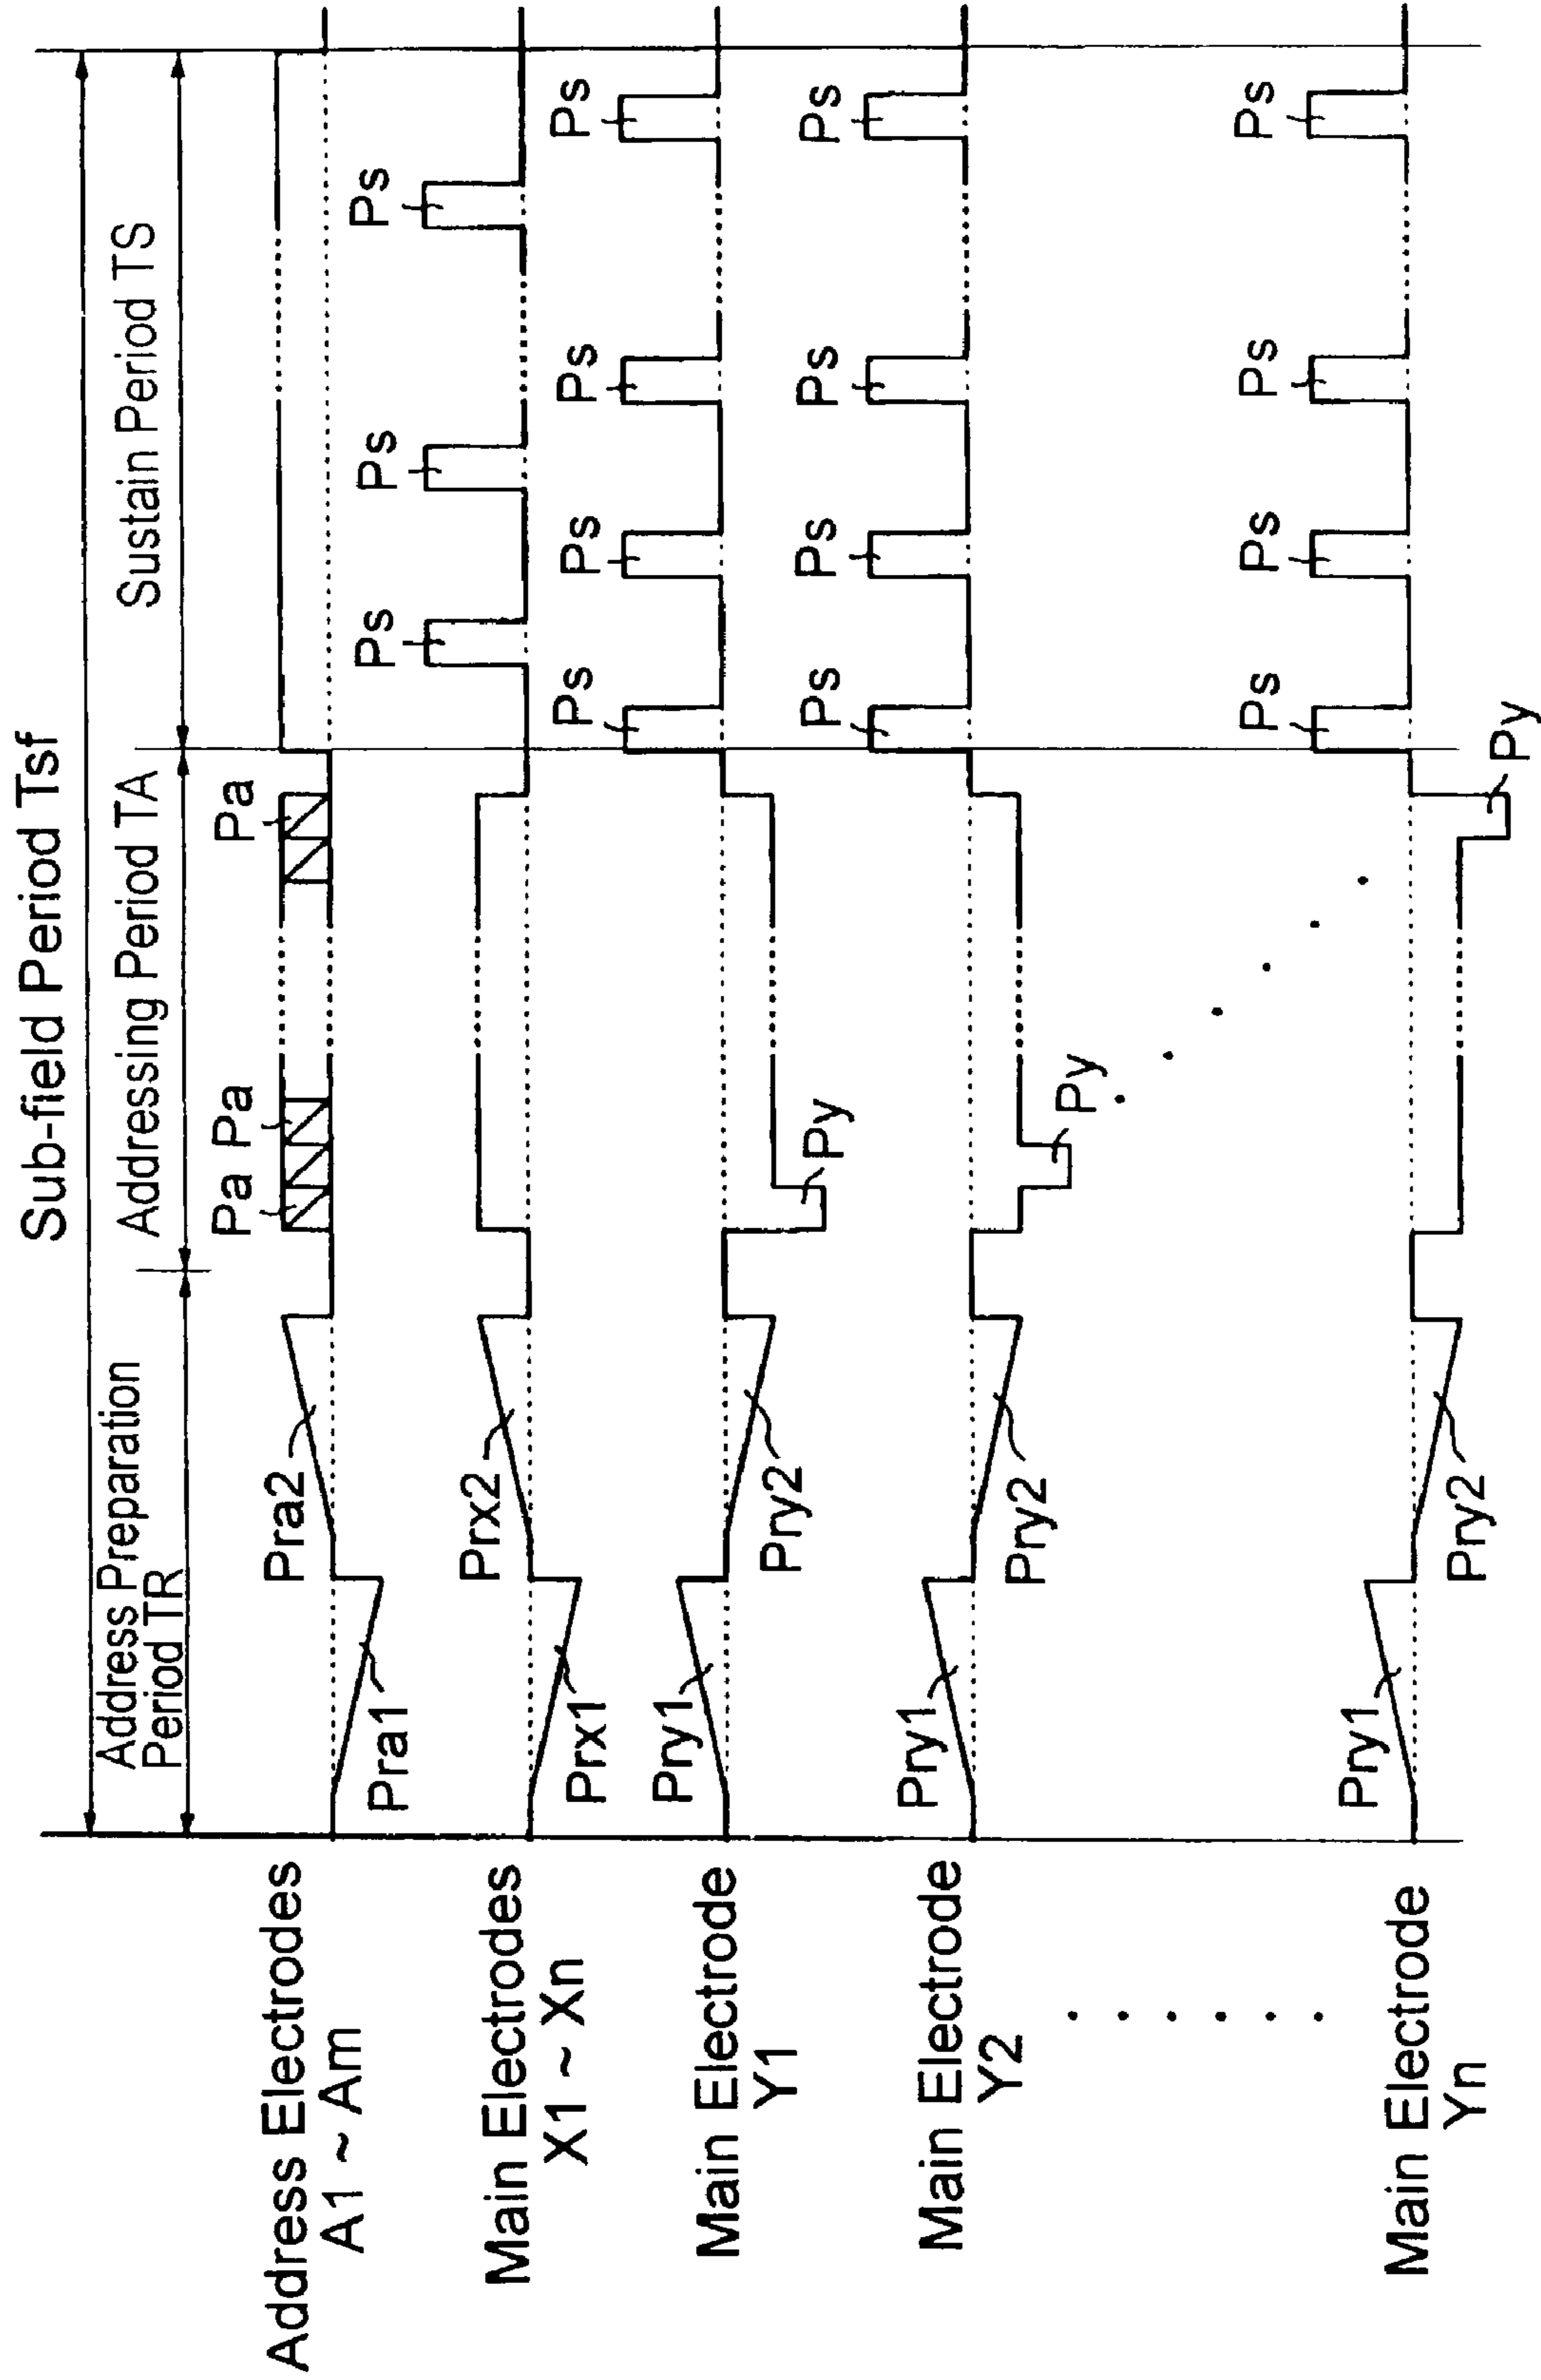 Sub-field Period Tsf
Address Preparation
Period TR
Addressing Period TA
Sustain Period TS
Address Electrodes
A1 ~ Am
Pra1
Pra2
Pa
Pa
Pa
Main Electrodes
X1 ~ Xn
Prx1
Prx2
Ps
Ps
Ps
Main Electrode
Y1
Pry1
Pry2
Py
Ps
Ps
Ps
Ps
Main Electrode
Y2
Pry1
Pry2
Py
Ps
Ps
Ps
Ps
Main Electrode
Yn
Pry1
Pry2
Py
Ps
Ps
Ps
Ps